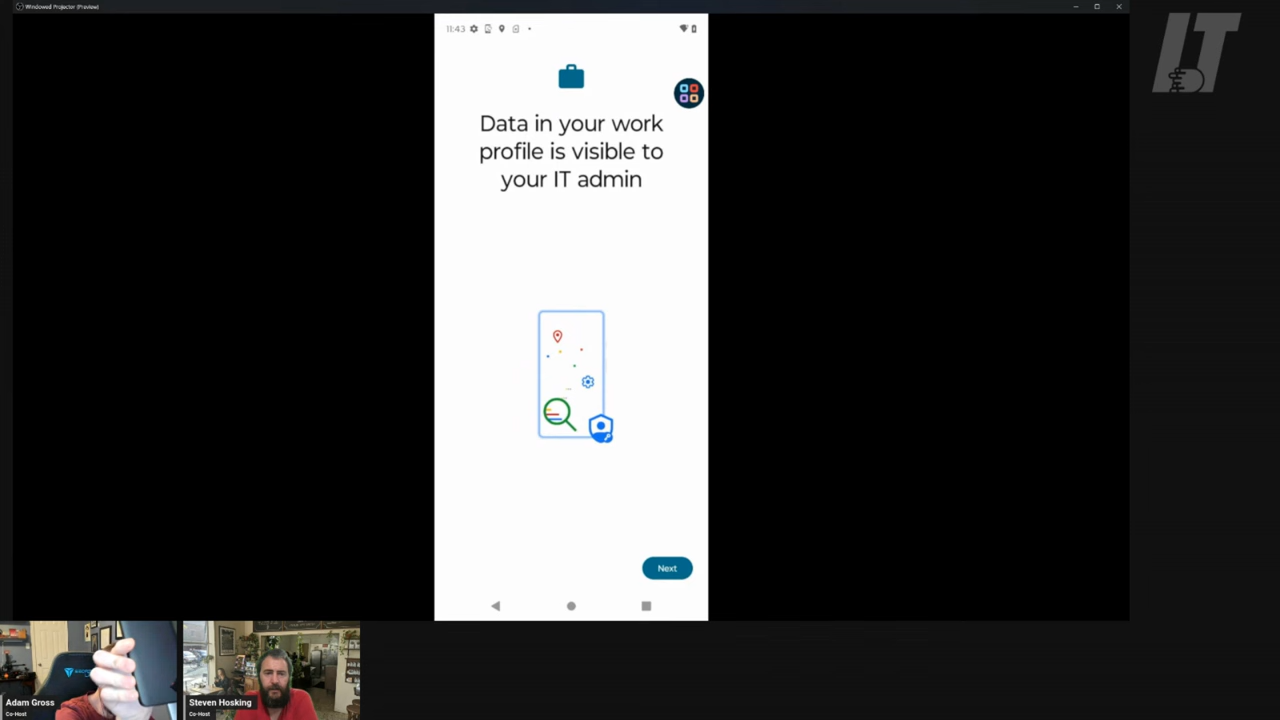 Windowed Projector (Preview)
IT
11:43
Data in your work
profile is visible to
your IT admin
Next
Adam Gross
Co-Host
Steven Hosking
Co-Host